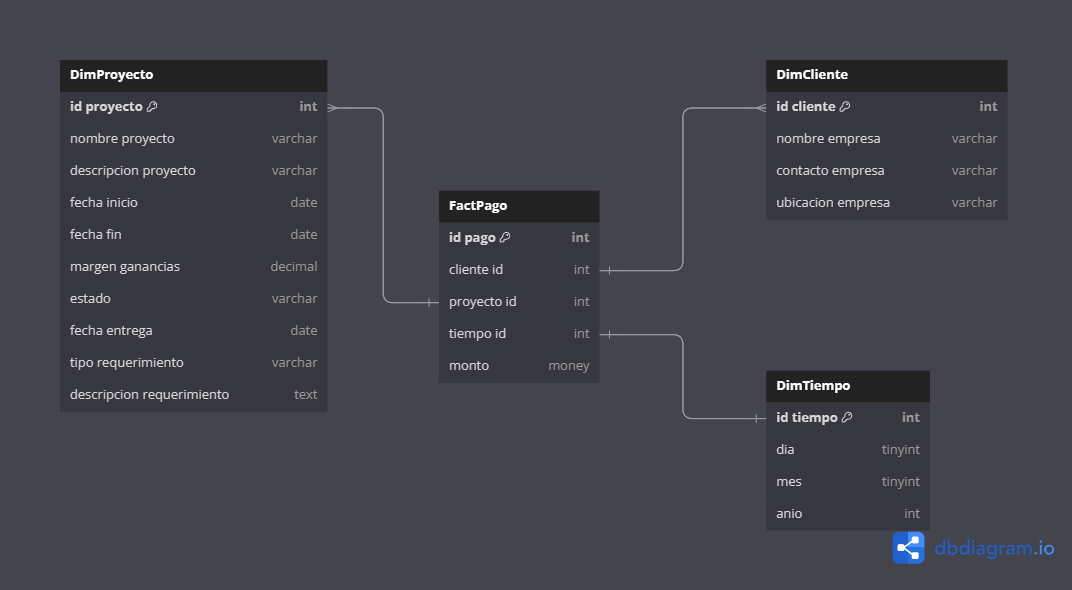 DimProyecto
id proyecto int
nombre proyecto varchar
descripcion proyecto varchar
fecha inicio date
fecha fin date
margen ganancias decimal
estado varchar
fecha entrega date
tipo requerimiento varchar
descripcion requerimiento text
FactPago
id pago int
cliente id int
proyecto id int
tiempo id int
monto money
DimCliente
id cliente int
nombre empresa varchar
contacto empresa varchar
ubicacion empresa varchar
DimTiempo
id tiempo int
dia tinyint
mes tinyint
anio int
dbdiagram.io